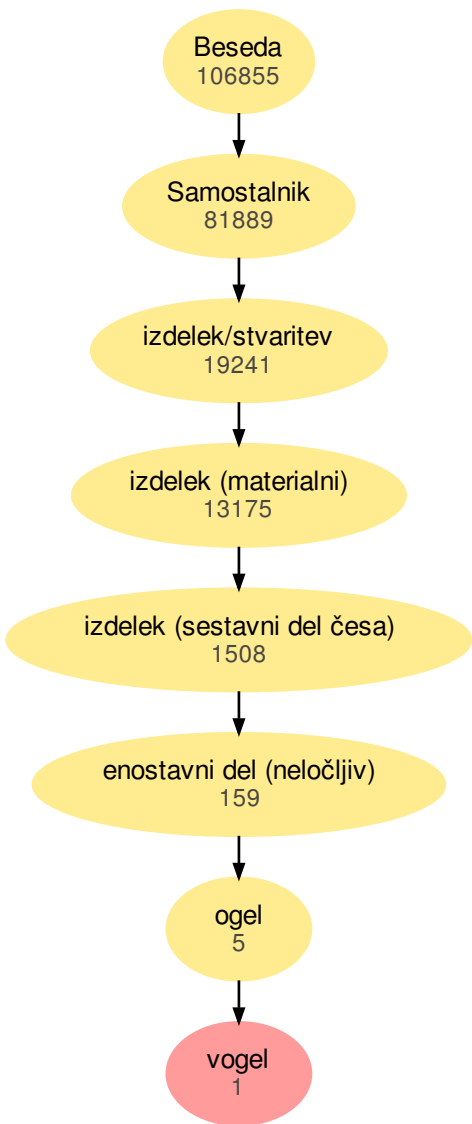 Beseda
106855
Samostalnik
81889
izdelek/stvaritev
19241
izdelek (materialni)
13175
izdelek (sestavni del česa)
1508
enostavni del (neločljiv)
159
ogel
5
vogel
1